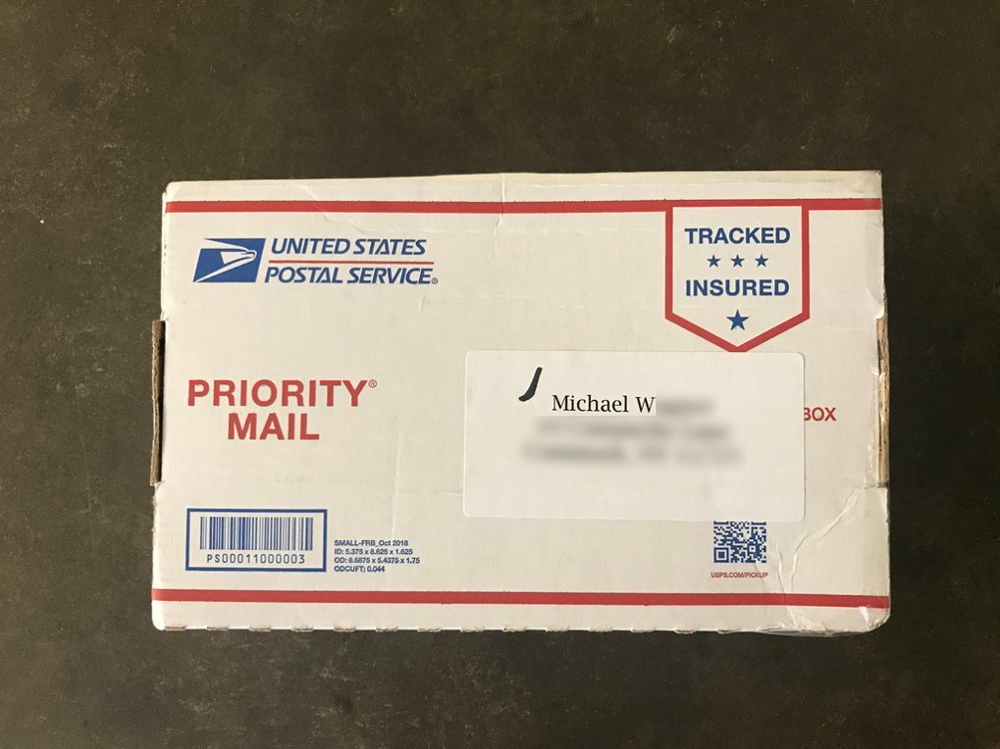 UNITED STATES
POSTAL SERVICE®
TRACKED
INSURED
PRIORITY®
MAIL
Michael W
BOX
PS00011000003
SMALL-FRB_Oct 2018
ID: 5.375 x 8.625 x 1.625
OD: 8.6875 x 5.4375 x 1.75
ODCUFT: 0.044
USPS.COM/PICKUP